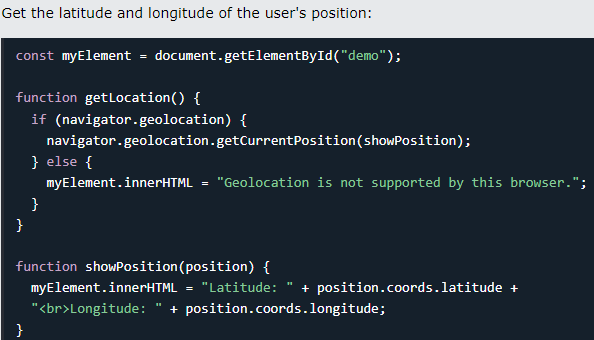 Get the latitude and longitude of the user's position:
const myElement = document.getElementById("demo");
function getLocation() {
if (navigator.geolocation) {
navigator.geolocation.getCurrentPosition(showPosition);
} else {
myElement.innerHTML = "Geolocation is not supported by this browser.";
}
}
function showPosition(position) {
myElement.innerHTML = "Latitude: " + position.coords.latitude +
"<br>Longitude: " + position.coords.longitude;
}